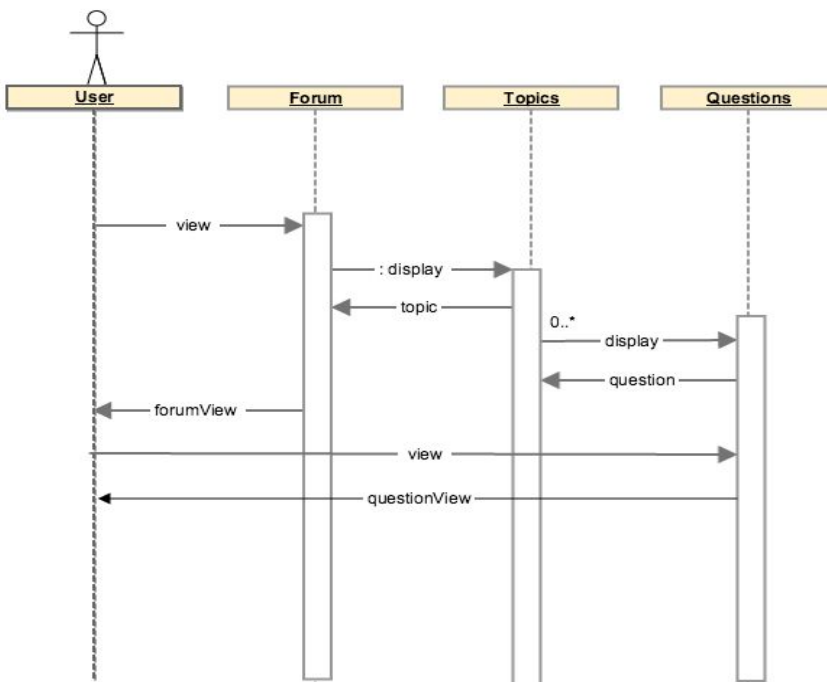 User
Forum
Topics
Questions
view
: display
topic
0..*
display
question
forumView
view
questionView